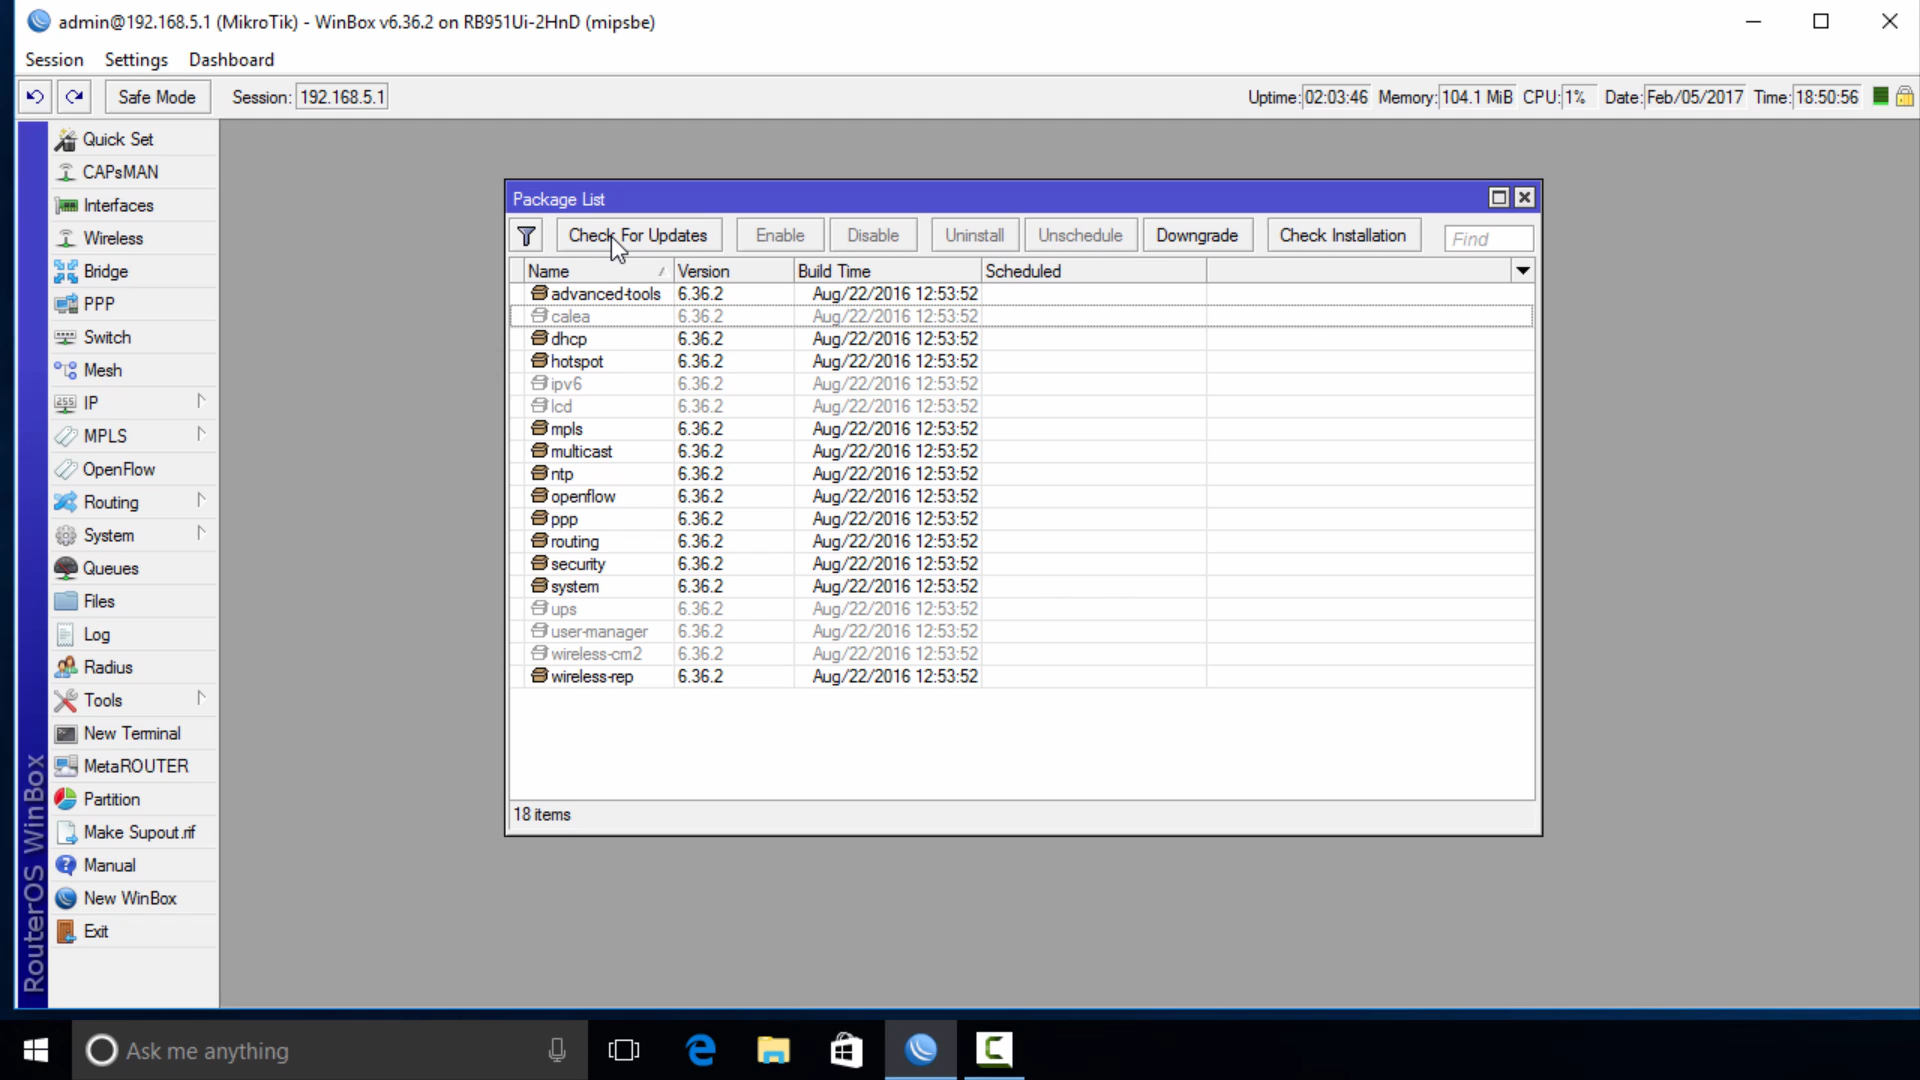 admin@192.168.5.1 (MikroTik) - WinBox v6.36.2 on RB951Ui-2HnD (mipsbe)
Session Settings Dashboard
Safe Mode Session: 192.168.5.1 Uptime: 02:03:46 Memory: 104.1 MiB CPU: 1% Date: Feb/05/2017 Time: 18:50:56
RouterOS WinBox
Quick Set
CAPsMAN
Interfaces
Wireless
Bridge
PPP
Switch
Mesh
255 IP
MPLS
OpenFlow
Routing
System
Queues
Files
Log
Radius
Tools
New Terminal
MetaROUTER
Partition
Make Supout.rif
Manual
New WinBox
Exit
Package List
Check For Updates Enable Disable Uninstall Unschedule Downgrade Check Installation Find
Name Version Build Time Scheduled
advanced-tools 6.36.2 Aug/22/2016 12:53:52
calea 6.36.2 Aug/22/2016 12:53:52
dhcp 6.36.2 Aug/22/2016 12:53:52
hotspot 6.36.2 Aug/22/2016 12:53:52
ipv6 6.36.2 Aug/22/2016 12:53:52
lcd 6.36.2 Aug/22/2016 12:53:52
mpls 6.36.2 Aug/22/2016 12:53:52
multicast 6.36.2 Aug/22/2016 12:53:52
ntp 6.36.2 Aug/22/2016 12:53:52
openflow 6.36.2 Aug/22/2016 12:53:52
ppp 6.36.2 Aug/22/2016 12:53:52
routing 6.36.2 Aug/22/2016 12:53:52
security 6.36.2 Aug/22/2016 12:53:52
system 6.36.2 Aug/22/2016 12:53:52
ups 6.36.2 Aug/22/2016 12:53:52
user-manager 6.36.2 Aug/22/2016 12:53:52
wireless-cm2 6.36.2 Aug/22/2016 12:53:52
wireless-rep 6.36.2 Aug/22/2016 12:53:52
18 items
Ask me anything